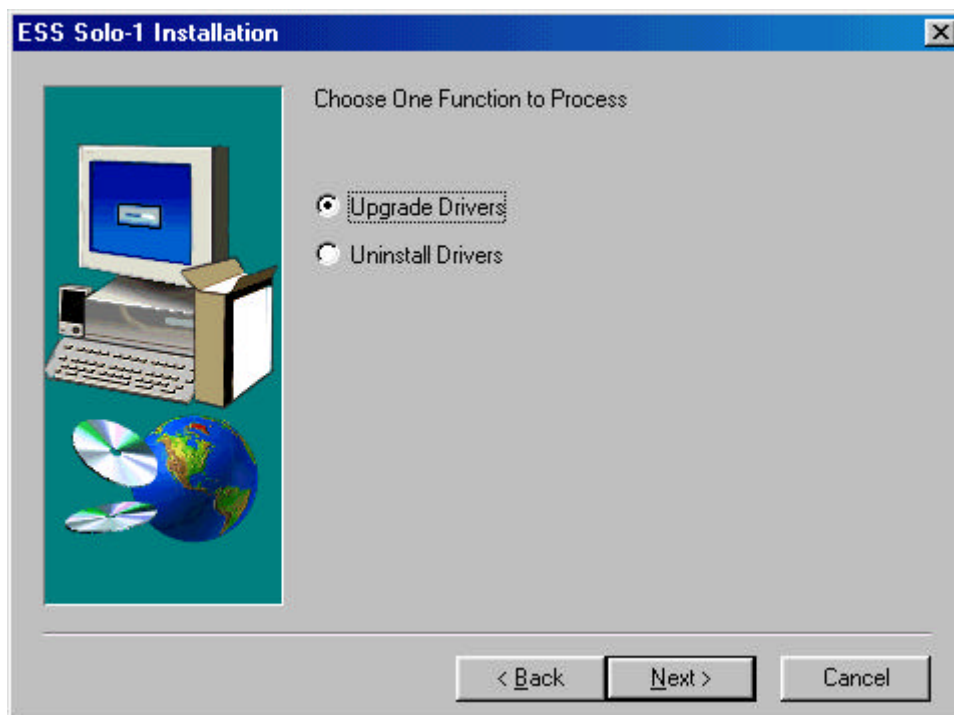 ESS Solo-1 Installation
Choose One Function to Process
Upgrade Drivers
Uninstall Drivers
< Back
Next >
Cancel